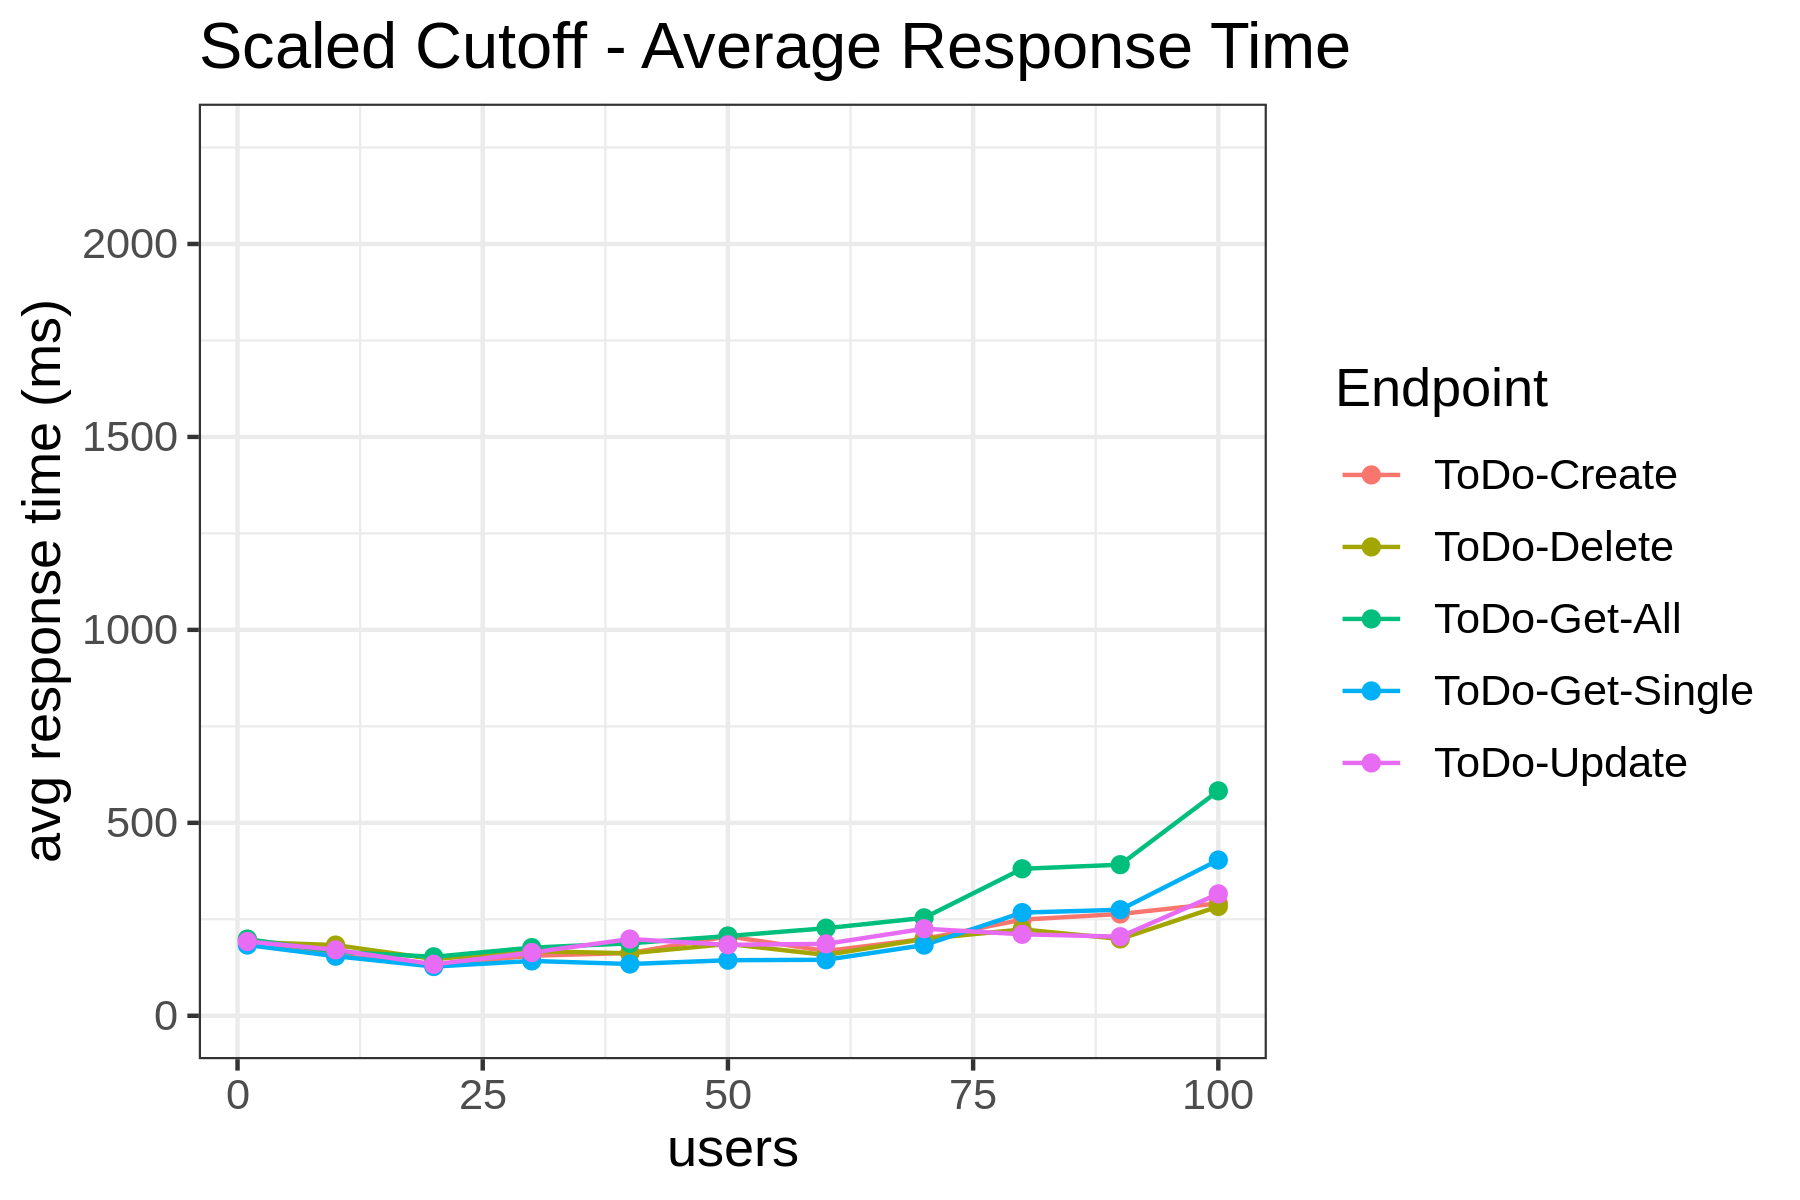 Scaled Cutoff - Average Response Time
avg response time (ms)
2000
1500
1000
500
0
0 25 50 75 100
users
Endpoint
ToDo-Create
ToDo-Delete
ToDo-Get-All
ToDo-Get-Single
ToDo-Update